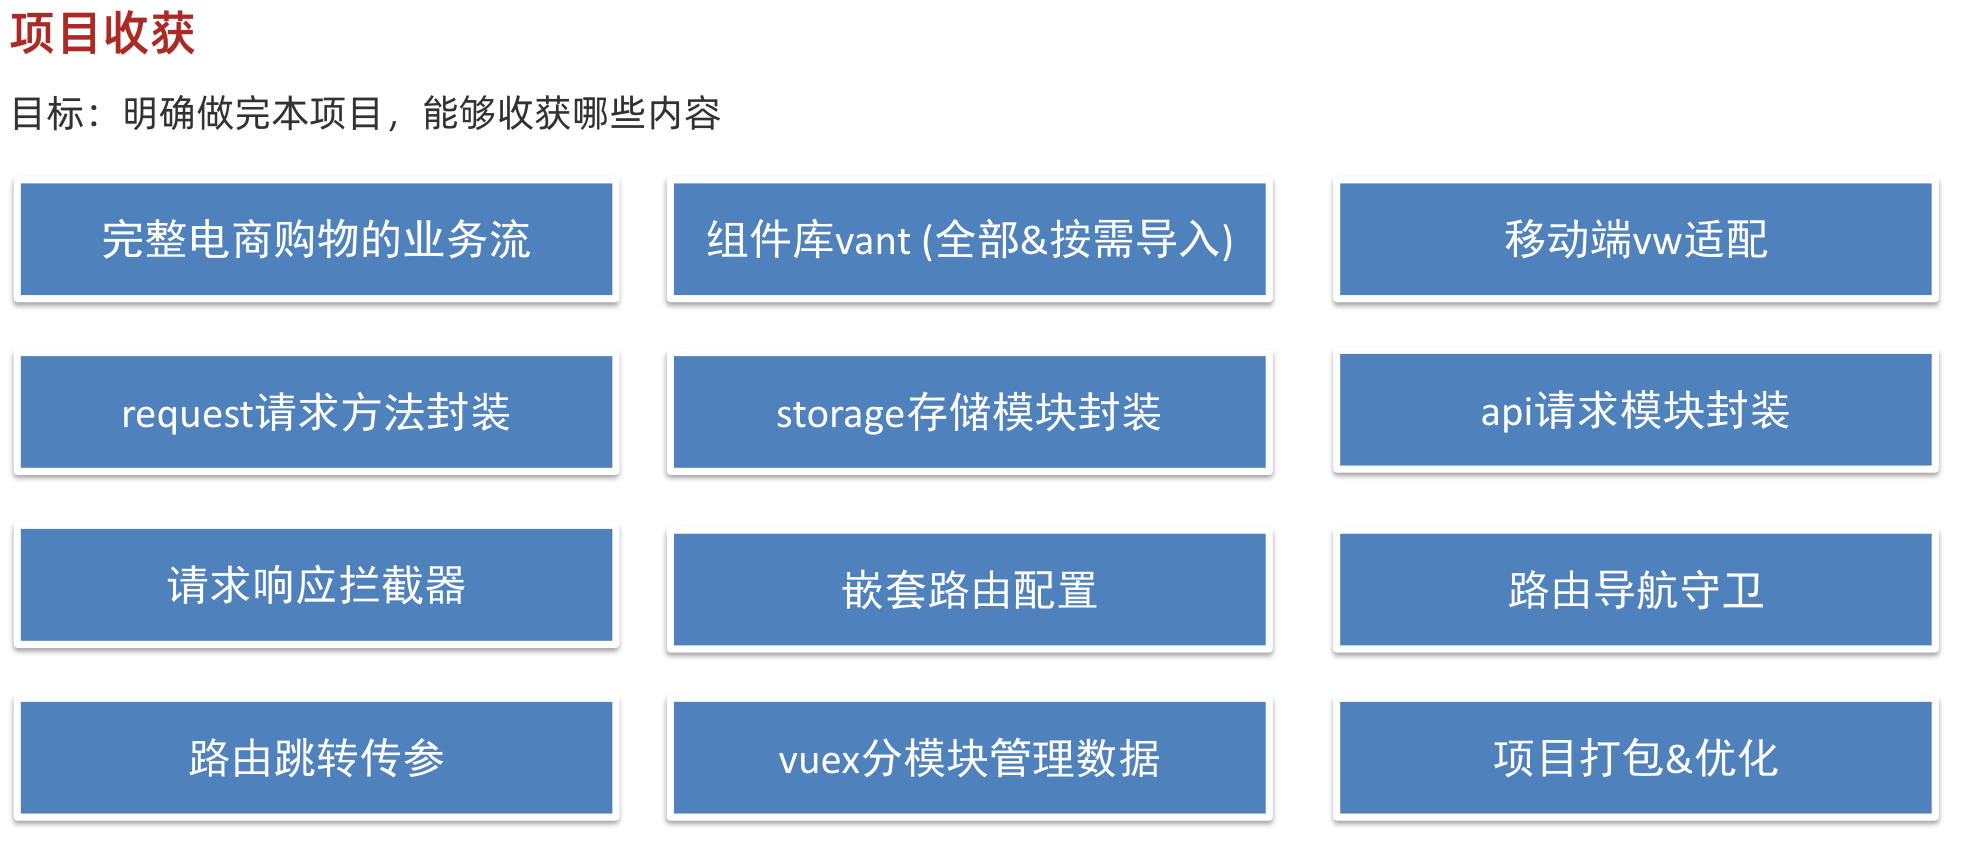 项目收获
目标：明确做完本项目，能够收获哪些内容
完整电商购物的业务流
组件库vant (全部&按需导入)
移动端vw适配
request请求方法封装
storage存储模块封装
api请求模块封装
请求响应拦截器
嵌套路由配置
路由导航守卫
路由跳转传参
vuex分模块管理数据
项目打包&优化